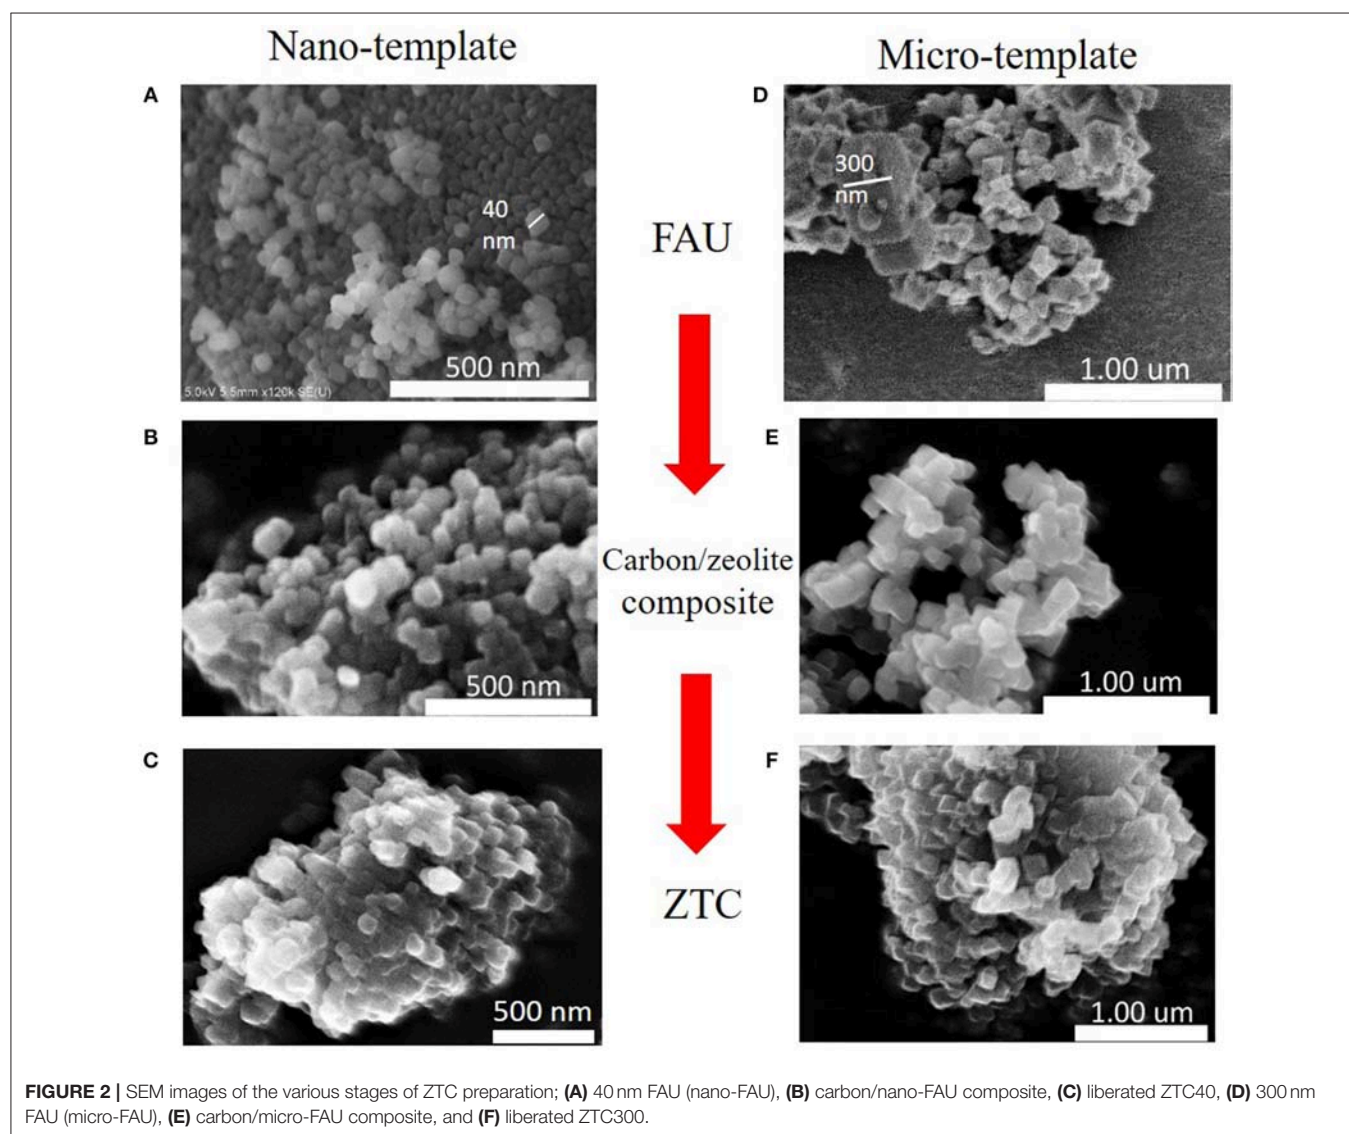 Nano-template
Micro-template
A
40
nm
500 nm
5.0kV 5.5mm x120k SE(U)
D
300
nm
1.00 um
FAU
B
500 nm
Carbon/zeolite
composite
E
1.00 um
C
500 nm
ZTC
F
1.00 um
FIGURE 2 | SEM images of the various stages of ZTC preparation; (A) 40 nm FAU (nano-FAU), (B) carbon/nano-FAU composite, (C) liberated ZTC40, (D) 300 nm
FAU (micro-FAU), (E) carbon/micro-FAU composite, and (F) liberated ZTC300.